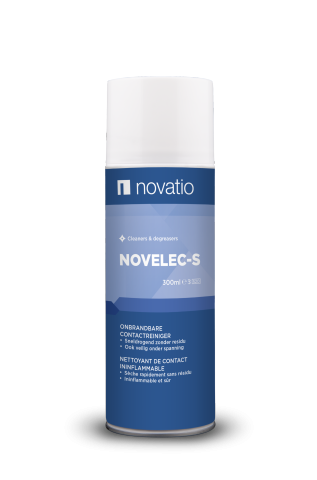 novatio
Cleaners & degreasers
NOVELEC-S
300ml
ONBRANDBARE
CONTACTREINIGER
• Sneldrogend zonder residu
• Ook veilig onder spanning
NETTOYANT DE CONTACT
ININFLAMMABLE
• Sèche rapidement sans résidu
• Ininflammable et sûr